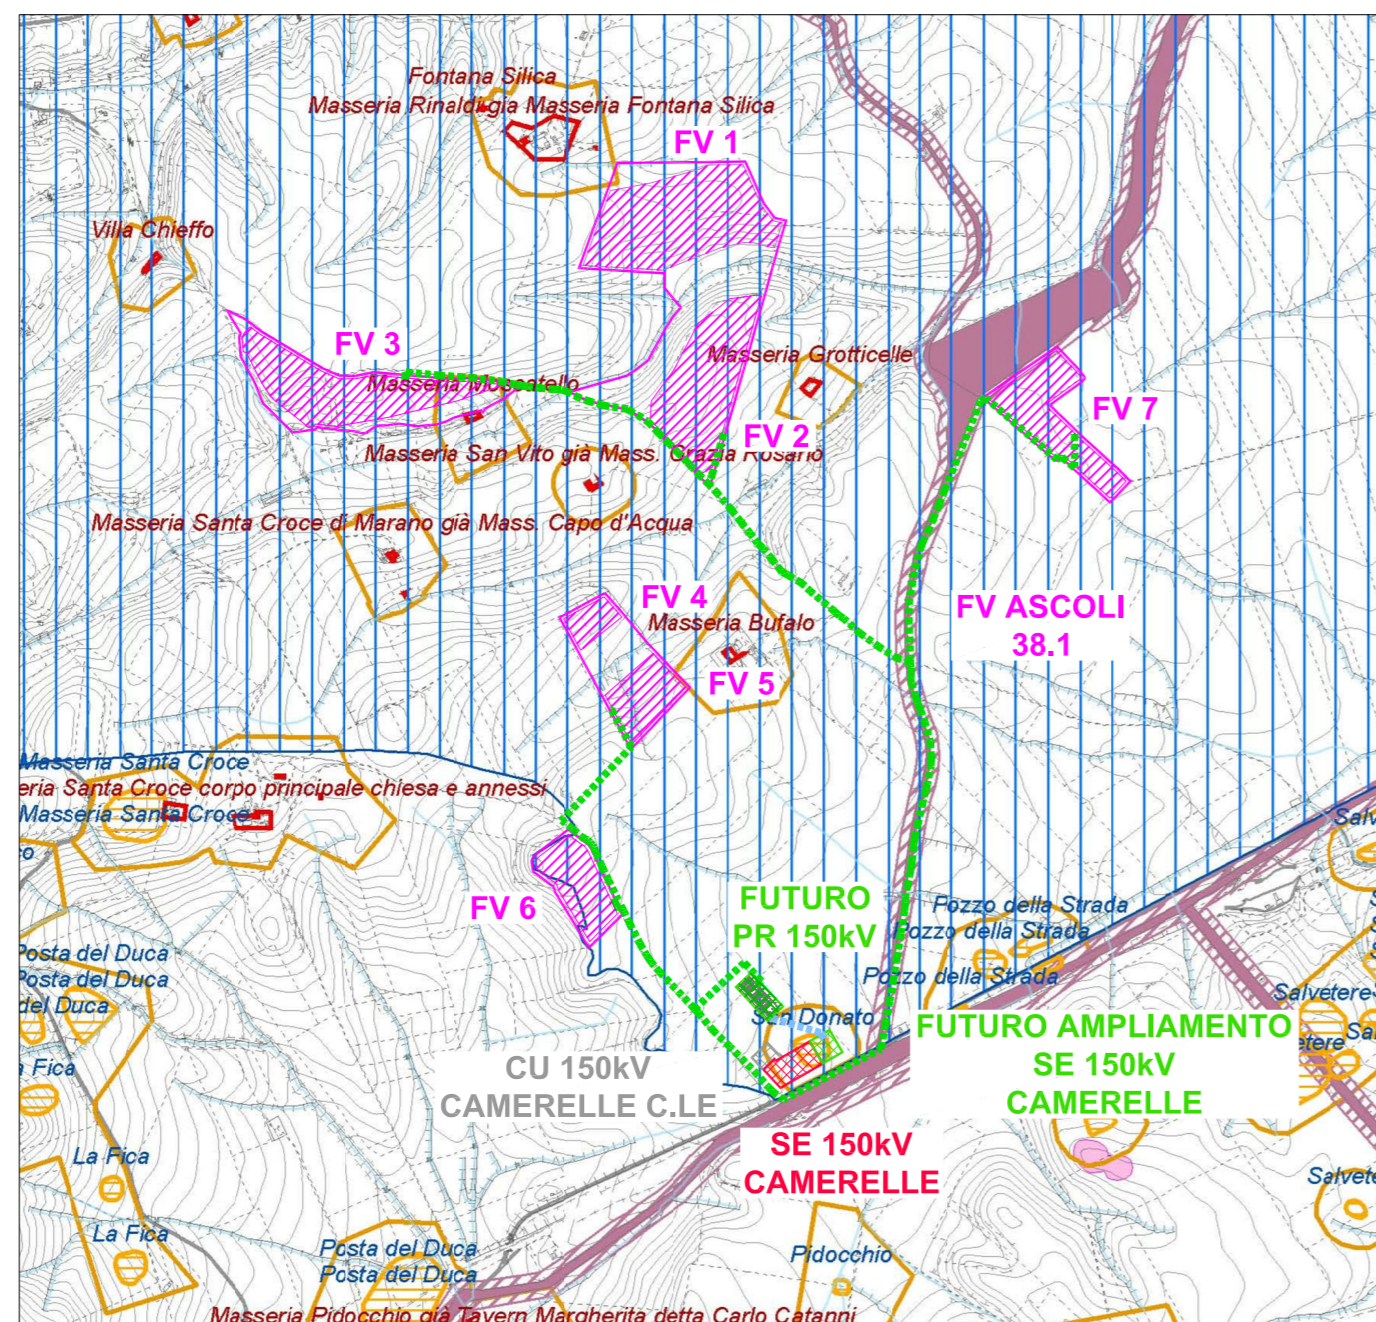 Fontana Silica
Masseria Rinaldi già Masseria Fontana Silica
FV 1
Villa Chieffo
FV 3
Masseria Grotticelle
Masseria Moscatello
FV 7
FV 2
Masseria San Vito già Mass. Grazia Rosario
Masseria Santa Croce di Marano già Mass. Capo d'Acqua
FV 4
FV ASCOLI
38.1
Masseria Bufalo
FV 5
Masseria Santa Croce
eria Santa Croce corpo principale chiesa e annessi
Masseria Santa Croce
co
Salv
FV 6
FUTURO
PR 150kV
Pozzo della Strada
Pozzo della Strada
Pozzo della Strada
Posta del Duca
Posta del Duca
del Duca
Salvetere
San Donato
FUTURO AMPLIAMENTO
SE 150kV
CAMERELLE
Sal
etere
a Fica
CU 150kV
CAMERELLE C.LE
SE 150kV
CAMERELLE
La Fica
Salvete
La Fica
Posta del Duca
Posta del Duca
Pidocchio
Masseria Pidocchio già Tavern Margherita detta Carlo Catanni